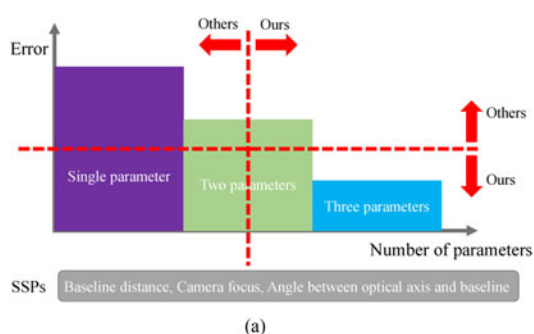 Others Ours
Error
Others
Single parameter
Two parameters
Ours
Three parameters
Number of parameters
SSPs Baseline distance, Camera focus, Angle between optical axis and baseline
(a)